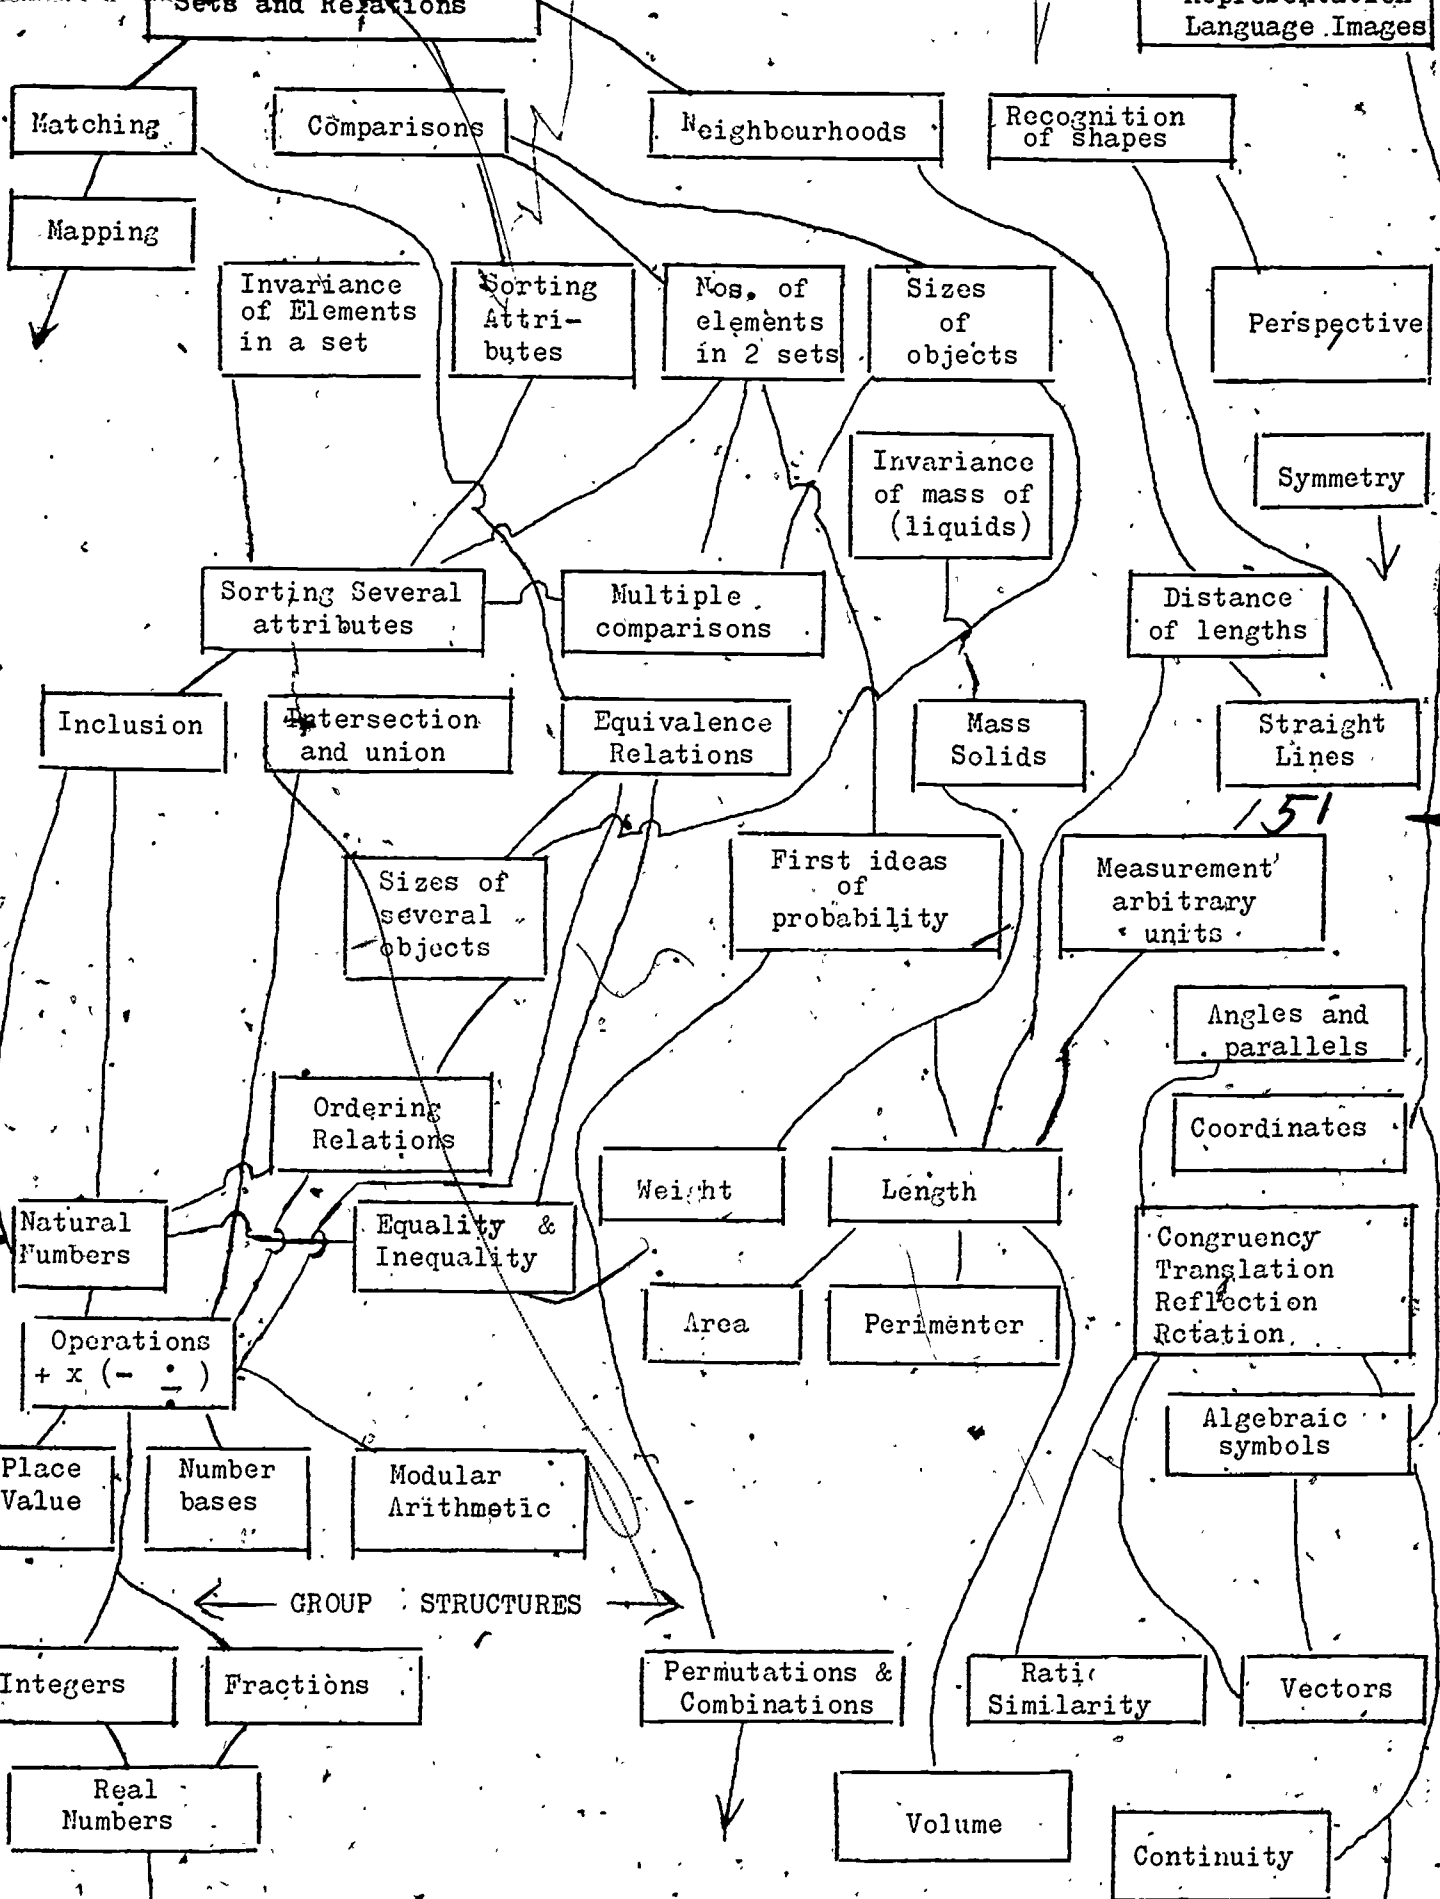 Sets and Relations
Representation
Language Images
Matching
Comparisons
Neighbourhoods
Recognition
of shapes
Mapping
Invariance
of Elements
in a set
Sorting
Attri-
butes
Nos. of
elements
in 2 sets
Sizes
of
objects
Perspective
Invariance
of mass of
(liquids)
Symmetry
Sorting Several
attributes
Multiple
comparisons
Distance
of lengths
Inclusion
Intersection
and union
Equivalence
Relations
Mass
Solids
Straight
Lines
151
Sizes of
several
objects
First ideas
of
probability
Measurement
arbitrary
units
Angles and
parallels
Ordering
Relations
Coordinates
Natural
Numbers
Equality &
Inequality
Weight
Length
Congruency
Translation
Reflection
Rotation
Operations
+ x (- ÷ )
Area
Perimenter
Algebraic
symbols
Place
Value
Number
bases
Modular
Arithmetic
GROUP STRUCTURES
Integers
Fractions
Permutations &
Combinations
Rati
Similarity
Vectors
Real
Numbers
Volume
Continuity